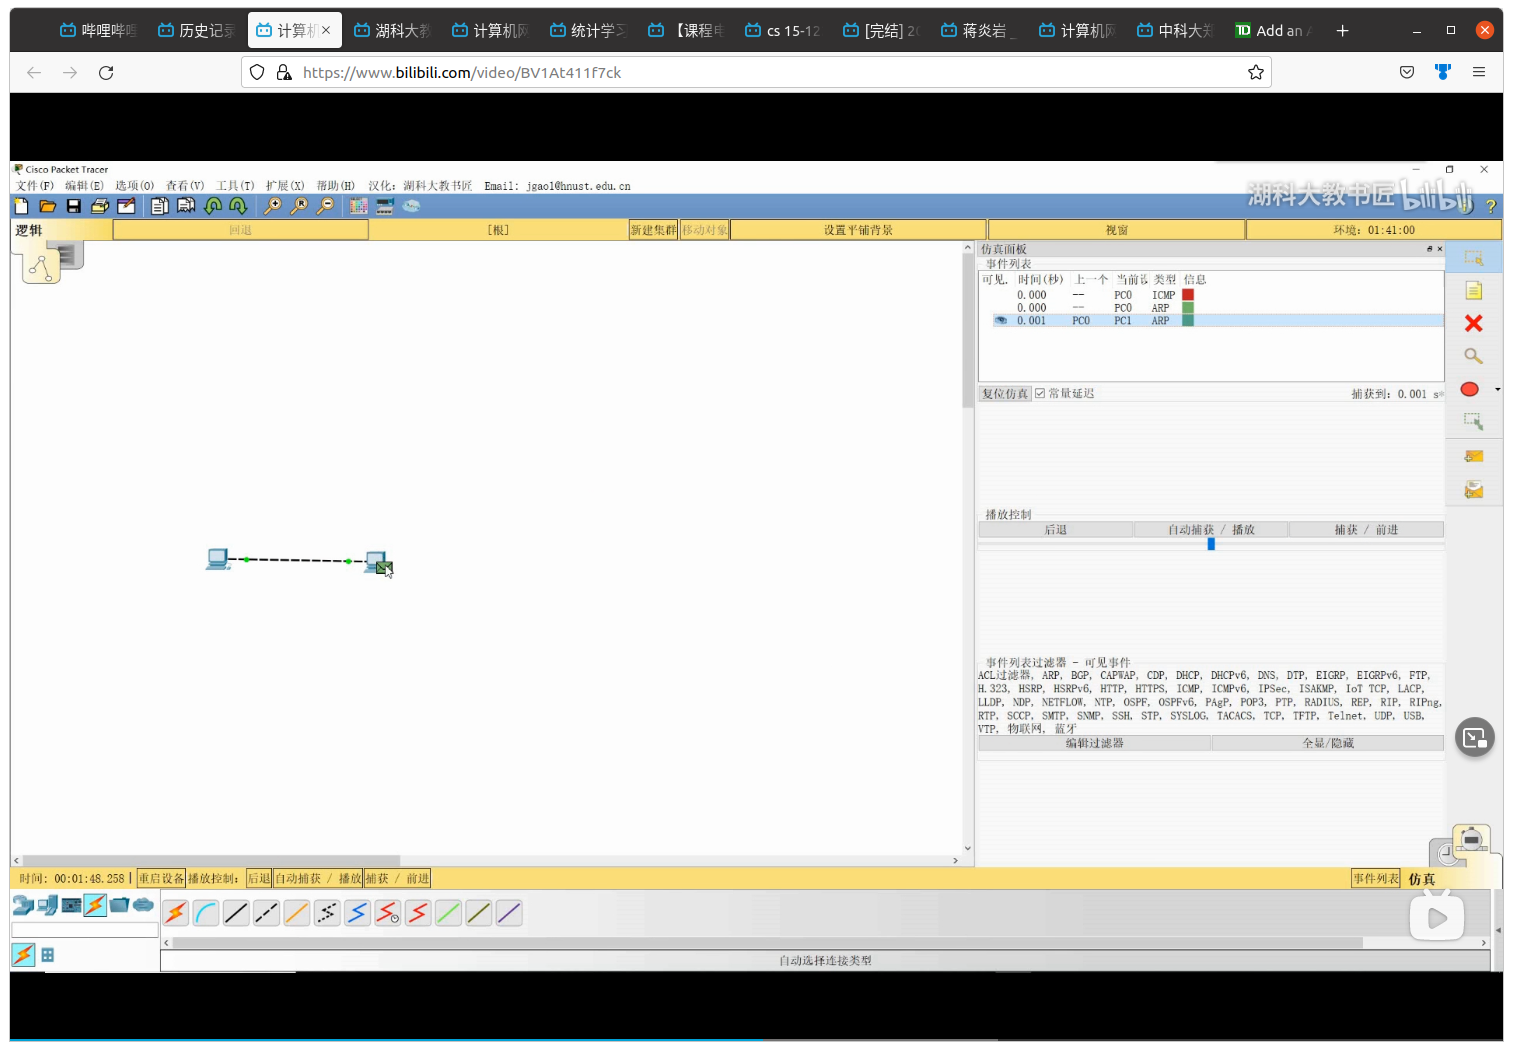 哔哩哔哩
历史记录
计算机
湖科大教
计算机网
统计学习
【课程
cs 15-12
[完结] 20
蒋炎岩
计算机网
中科大郑
TD Add an
https://www.bilibili.com/video/BV1At411f7ck
Cisco Packet Tracer
文件(F) 编辑(E) 选项(O) 查看(V) 工具(T) 扩展(X) 帮助(H) 汉化: 湖科大教书匠 Email: jgaol@hnust.edu.cn
湖科大教书匠 bilibili
逻辑 回退 [根] 新建集群 移动对象 设置平铺背景 视窗 环境: 01:41:00
仿真面板
事件列表
可见. 时间(秒) 上一个 当前设 类型 信息
0.000 -- PC0 ICMP
0.000 -- PC0 ARP
0.001 PC0 PC1 ARP
复位仿真 常量延迟 捕获到: 0.001 s
播放控制
后退 自动捕获 / 播放 捕获 / 前进
事件列表过滤器 - 可见事件
ACL过滤器, ARP, BGP, CAPWAP, CDP, DHCP, DHCPv6, DNS, DTP, EIGRP, EIGRPv6, FTP,
H.323, HSRP, HSRPv6, HTTP, HTTPS, ICMP, ICMPv6, IPSec, ISAKMP, IoT TCP, LACP,
LLDP, NDP, NETFLOW, NTP, OSPF, OSPFv6, PAgP, POP3, PTP, RADIUS, REP, RIP, RIPng,
RTP, SCCP, SMTP, SNMP, SSH, STP, SYSLOG, TACACS, TCP, TFTP, Telnet, UDP, USB,
VTP, 物联网, 蓝牙
编辑过滤器 全显/隐藏
时间: 00:01:48.258 重启设备 播放控制: 后退 自动捕获 / 播放 捕获 / 前进 事件列表 仿真
自动选择连接类型